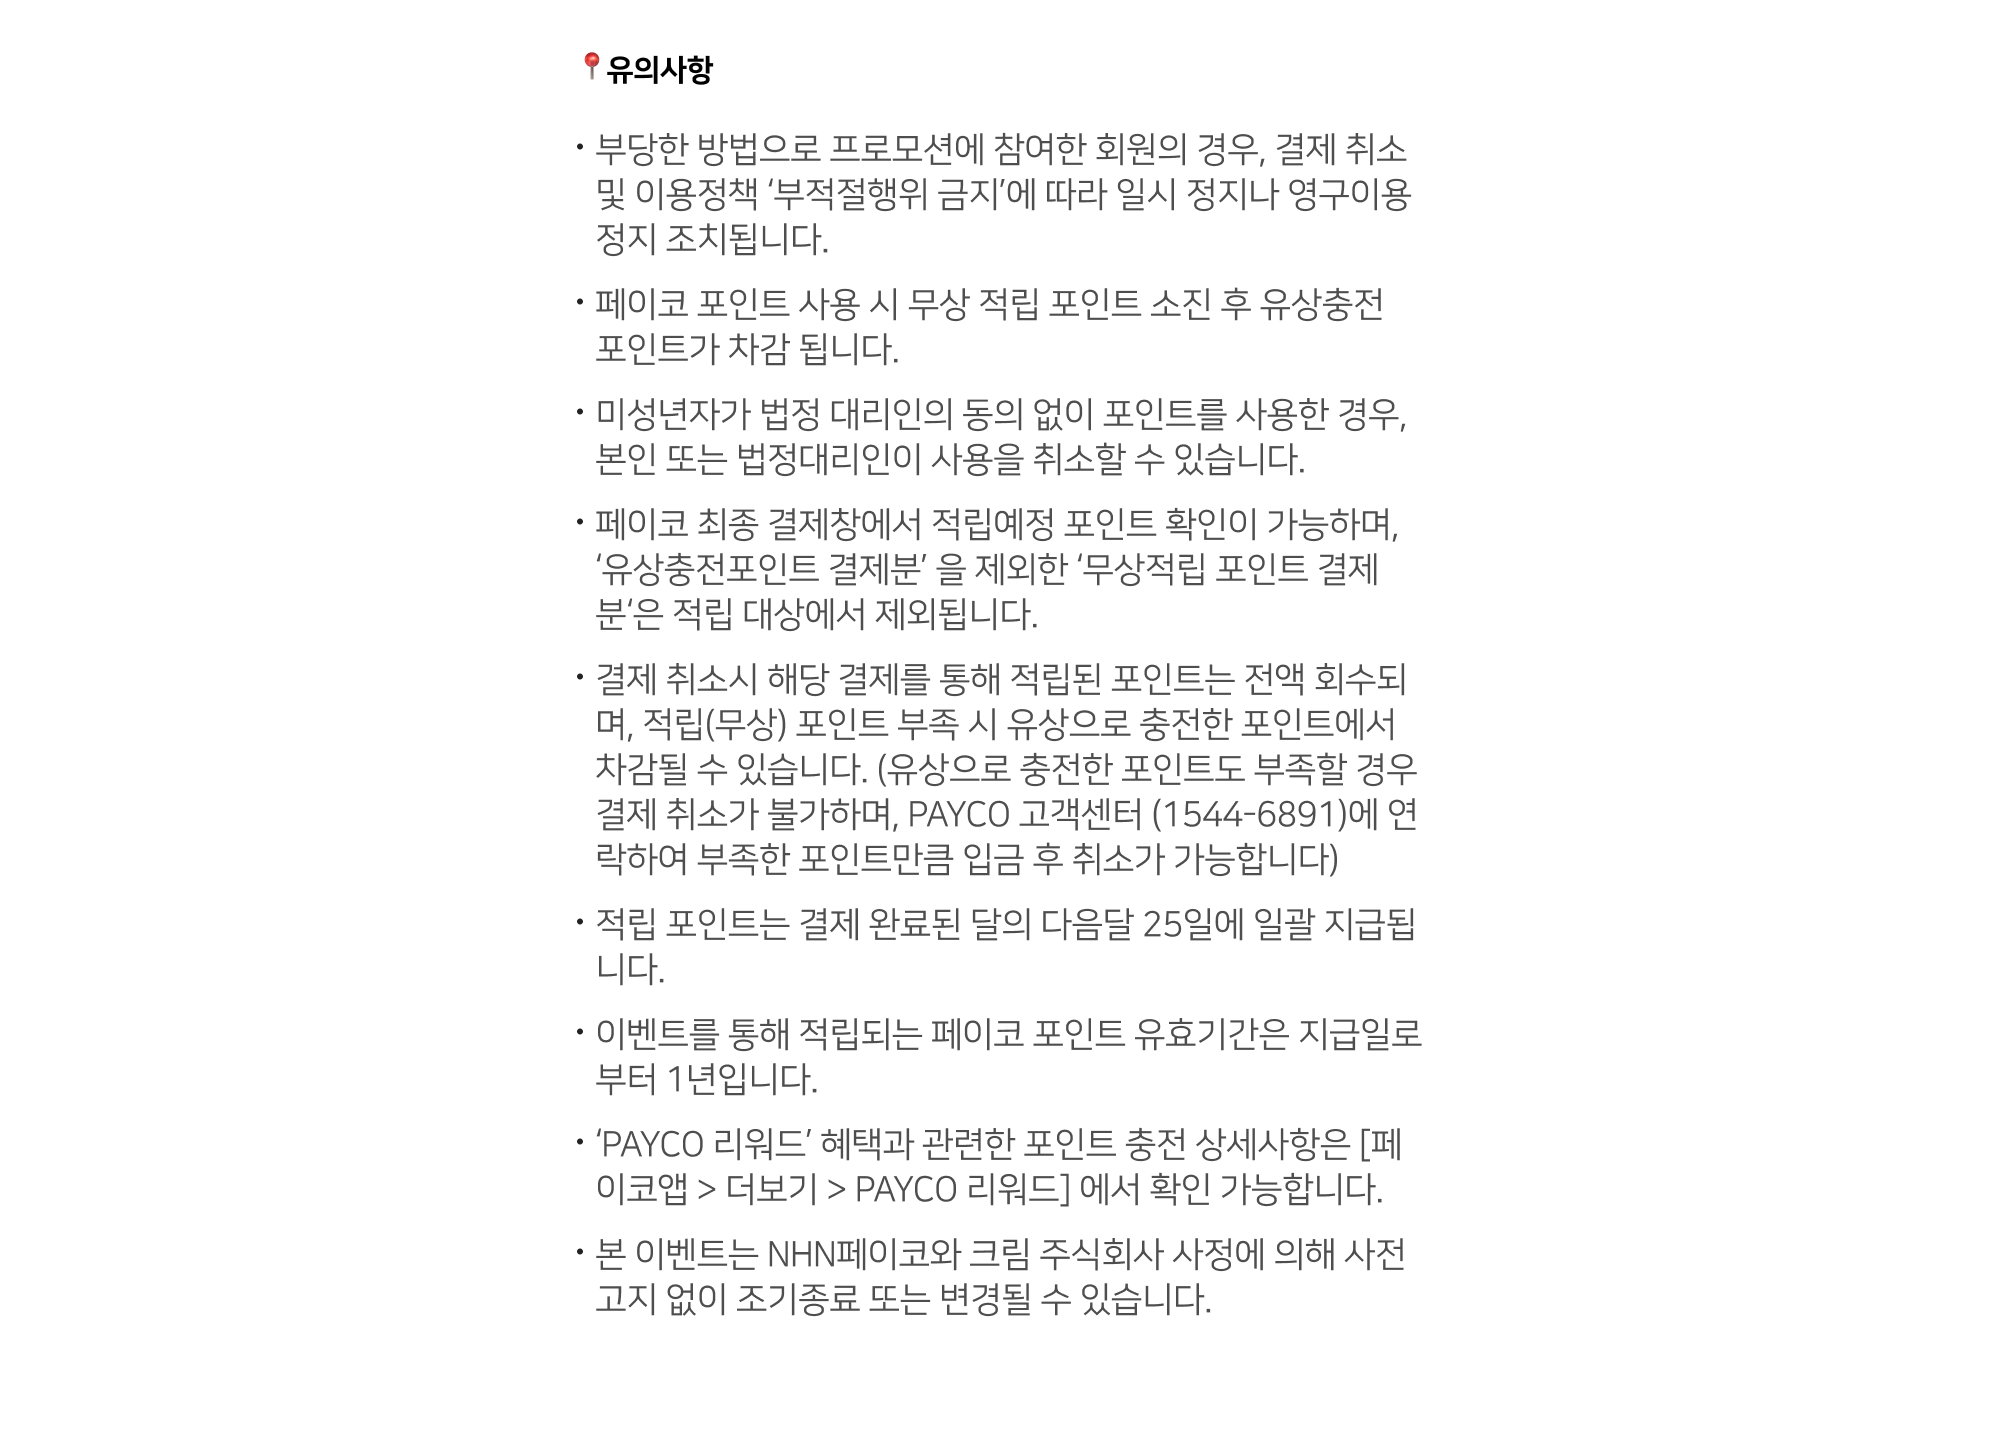 📍유의사항
• 부당한 방법으로 프로모션에 참여한 회원의 경우, 결제 취소
및 이용정책 ‘부적절행위 금지’에 따라 일시 정지나 영구이용
정지 조치됩니다.
• 페이코 포인트 사용 시 무상 적립 포인트 소진 후 유상충전
포인트가 차감 됩니다.
• 미성년자가 법정 대리인의 동의 없이 포인트를 사용한 경우,
본인 또는 법정대리인이 사용을 취소할 수 있습니다.
• 페이코 최종 결제창에서 적립예정 포인트 확인이 가능하며,
‘유상충전포인트 결제분’ 을 제외한 ‘무상적립 포인트 결제
분‘은 적립 대상에서 제외됩니다.
• 결제 취소시 해당 결제를 통해 적립된 포인트는 전액 회수되
며, 적립(무상) 포인트 부족 시 유상으로 충전한 포인트에서
차감될 수 있습니다. (유상으로 충전한 포인트도 부족할 경우
결제 취소가 불가하며, PAYCO 고객센터 (1544-6891)에 연
락하여 부족한 포인트만큼 입금 후 취소가 가능합니다)
• 적립 포인트는 결제 완료된 달의 다음달 25일에 일괄 지급됩
니다.
• 이벤트를 통해 적립되는 페이코 포인트 유효기간은 지급일로
부터 1년입니다.
• ‘PAYCO 리워드’ 혜택과 관련한 포인트 충전 상세사항은 [페
이코앱 > 더보기 > PAYCO 리워드] 에서 확인 가능합니다.
• 본 이벤트는 NHN페이코와 크림 주식회사 사정에 의해 사전
고지 없이 조기종료 또는 변경될 수 있습니다.